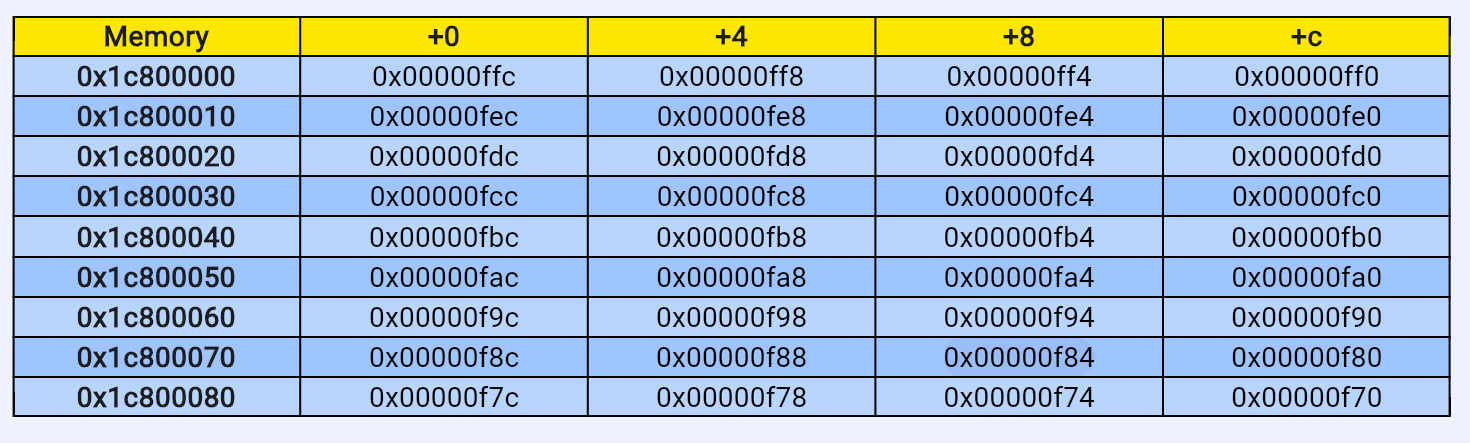 Memory +0 +4 +8 +c
0x1c800000 0x00000ffc 0x00000ff8 0x00000ff4 0x00000ff0
0x1c800010 0x00000fec 0x00000fe8 0x00000fe4 0x00000fe0
0x1c800020 0x00000fdc 0x00000fd8 0x00000fd4 0x00000fd0
0x1c800030 0x00000fcc 0x00000fc8 0x00000fc4 0x00000fc0
0x1c800040 0x00000fbc 0x00000fb8 0x00000fb4 0x00000fb0
0x1c800050 0x00000fac 0x00000fa8 0x00000fa4 0x00000fa0
0x1c800060 0x00000f9c 0x00000f98 0x00000f94 0x00000f90
0x1c800070 0x00000f8c 0x00000f88 0x00000f84 0x00000f80
0x1c800080 0x00000f7c 0x00000f78 0x00000f74 0x00000f70